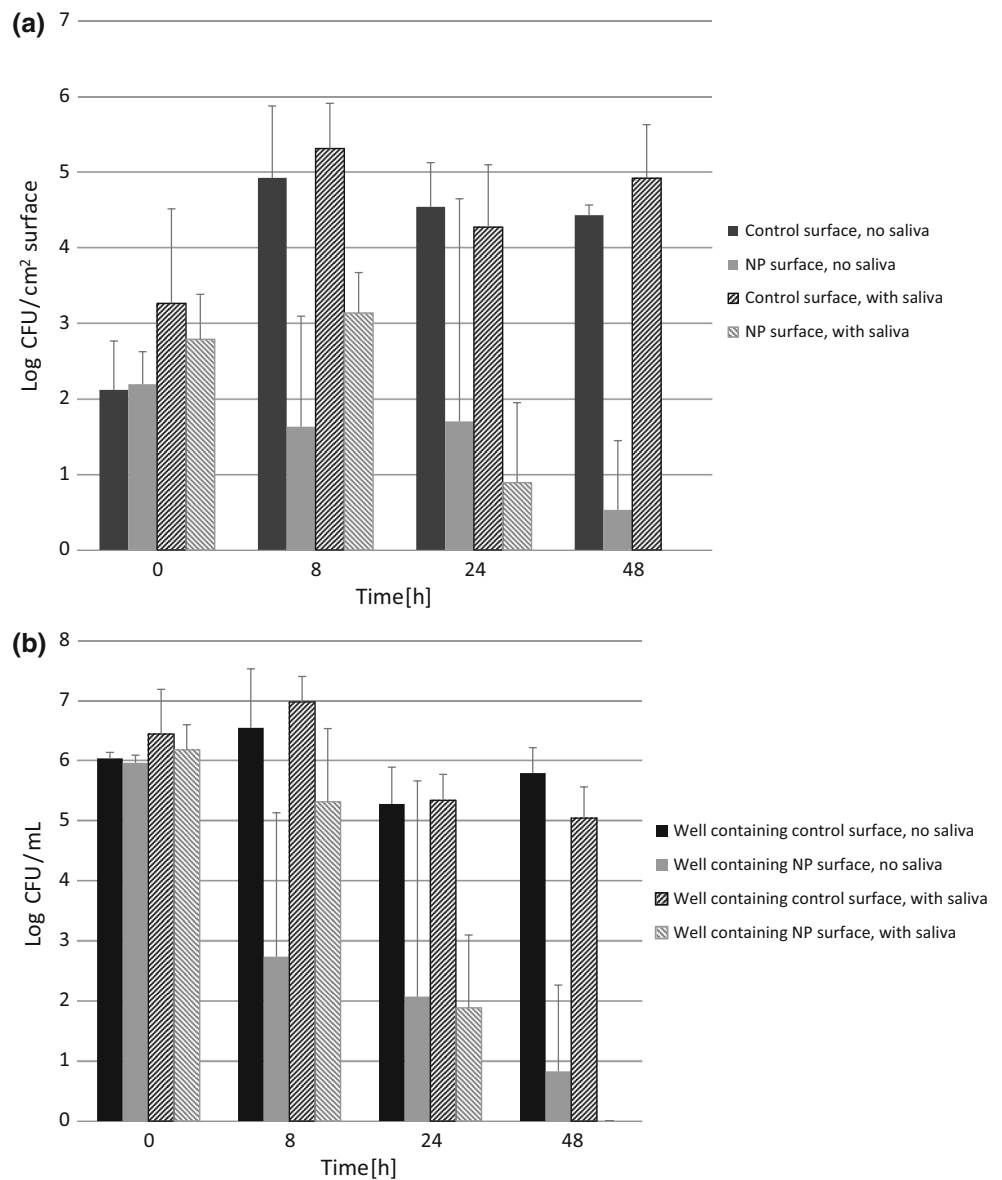 (a)
7
6
5
4
3
2
1
0
Log CFU/cm² surface
0 8 24 48
Time[h]
Control surface, no saliva
NP surface, no saliva
Control surface, with saliva
NP surface, with saliva
(b)
8
7
6
5
4
3
2
1
0
Log CFU/mL
0 8 24 48
Time[h]
Well containing control surface, no saliva
Well containing NP surface, no saliva
Well containing control surface, with saliva
Well containing NP surface, with saliva